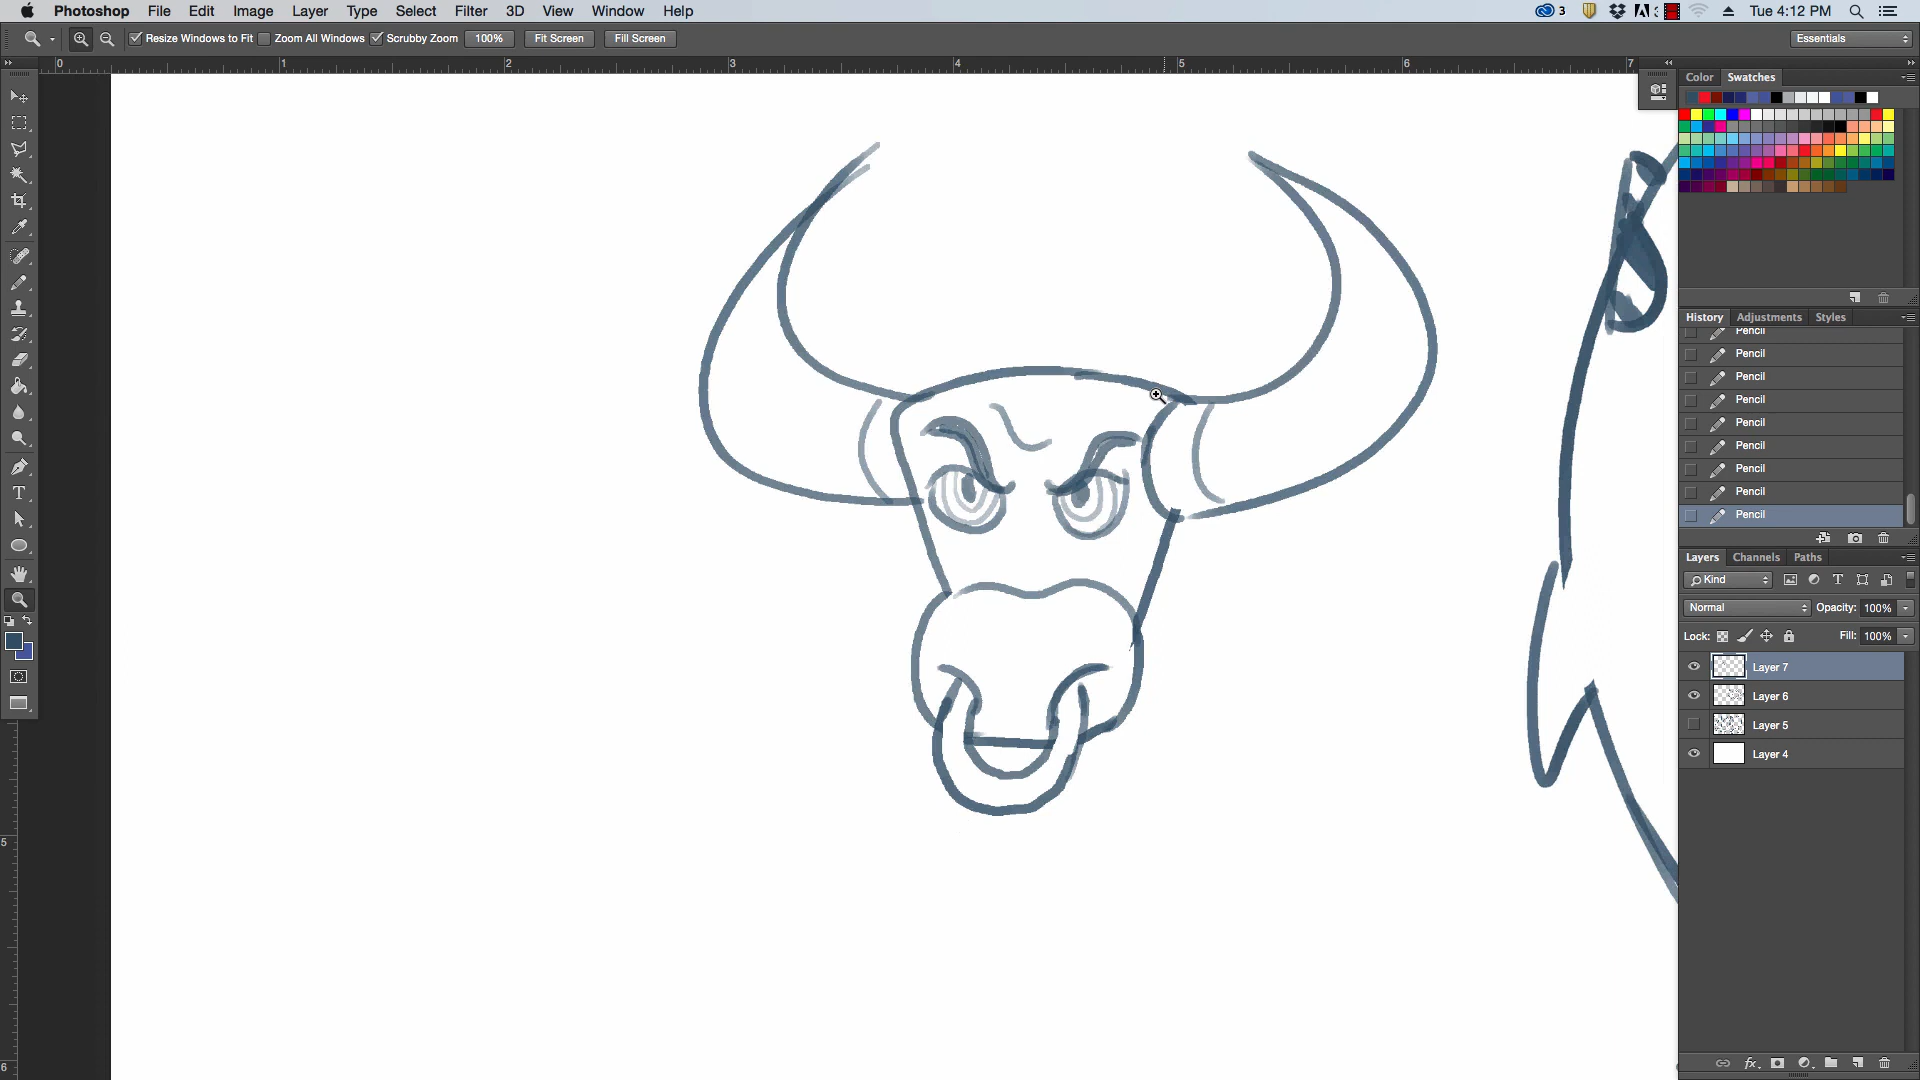 Photoshop File Edit Image Layer Type Select Filter 3D View Window Help 3 Tue 4:12 PM
Resize Windows to Fit Zoom All Windows Scrubby Zoom 100% Fit Screen Fill Screen Essentials
0 1 2 3 4 5 6 7
Color Swatches
History Adjustments Styles
Pencil
Pencil
Pencil
Pencil
Pencil
Pencil
Pencil
Pencil
Pencil
Layers Channels Paths
Kind
Normal Opacity: 100%
Lock: Fill: 100%
Layer 7
Layer 6
Layer 5
Layer 4
5
6
fx